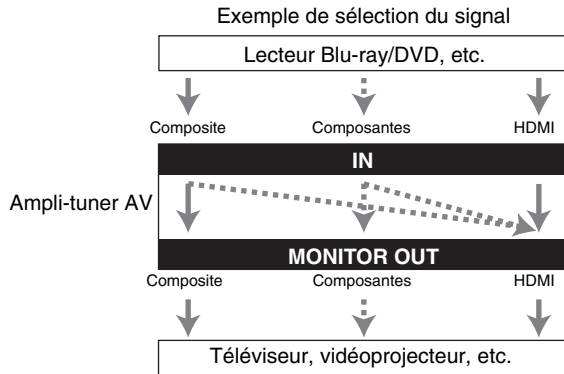 Exemple de sélection du signal
Lecteur Blu-ray/DVD, etc.
Composite Composantes HDMI
IN
Ampli-tuner AV
MONITOR OUT
Composite Composantes HDMI
Téléviseur, vidéoprojecteur, etc.